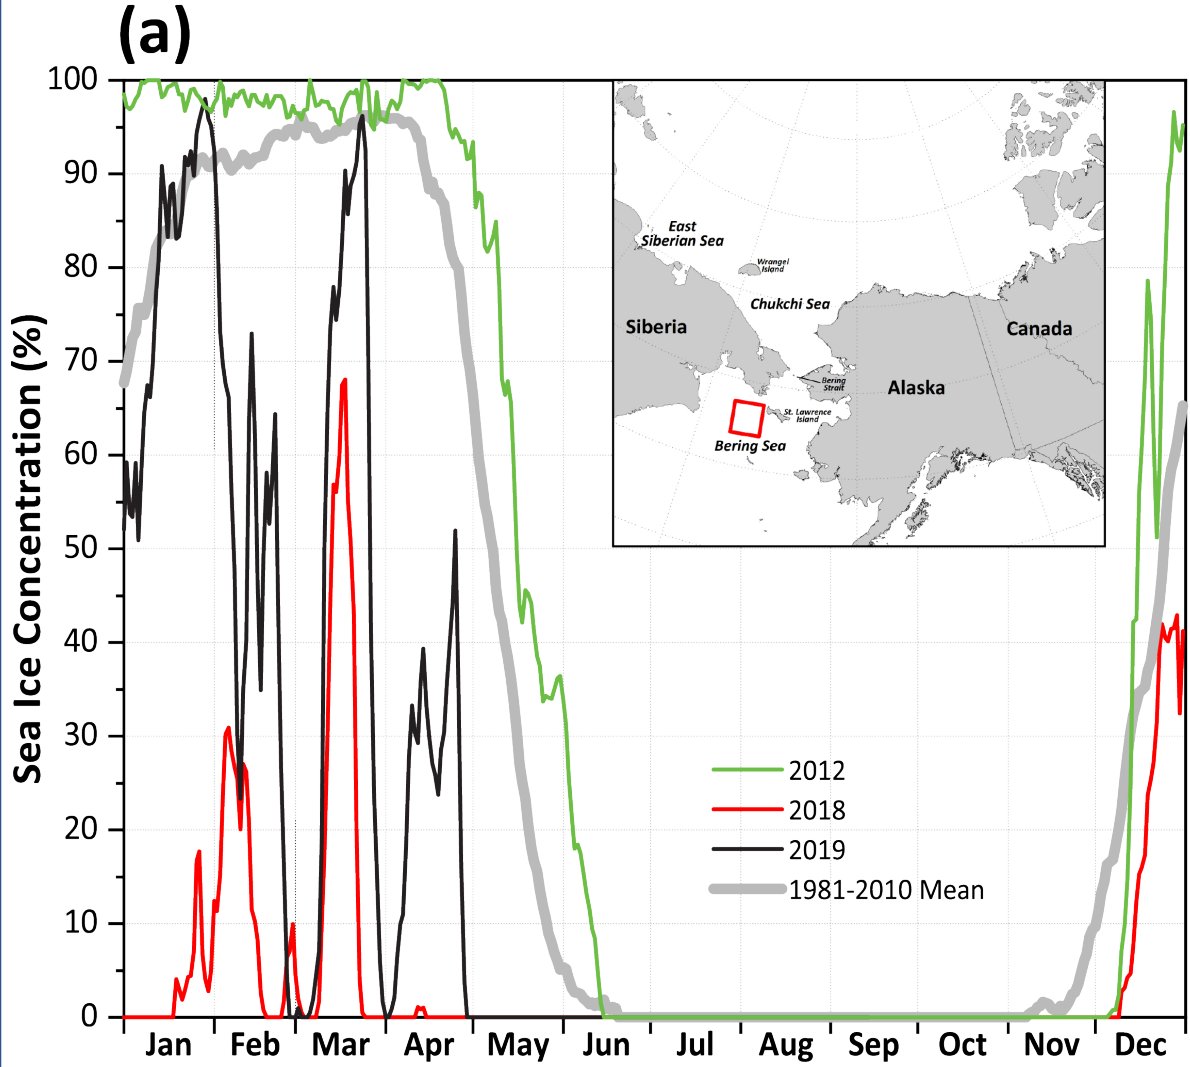 (a)
Sea Ice Concentration (%)
100
90
80
70
60
50
40
30
20
10
0
East
Siberian Sea
Wrangel
Island
Chukchi Sea
Siberia
Canada
Alaska
Bering
Strait
St. Lawrence
Island
Bering Sea
2012
2018
2019
1981-2010 Mean
Jan Feb Mar Apr May Jun Jul Aug Sep Oct Nov Dec